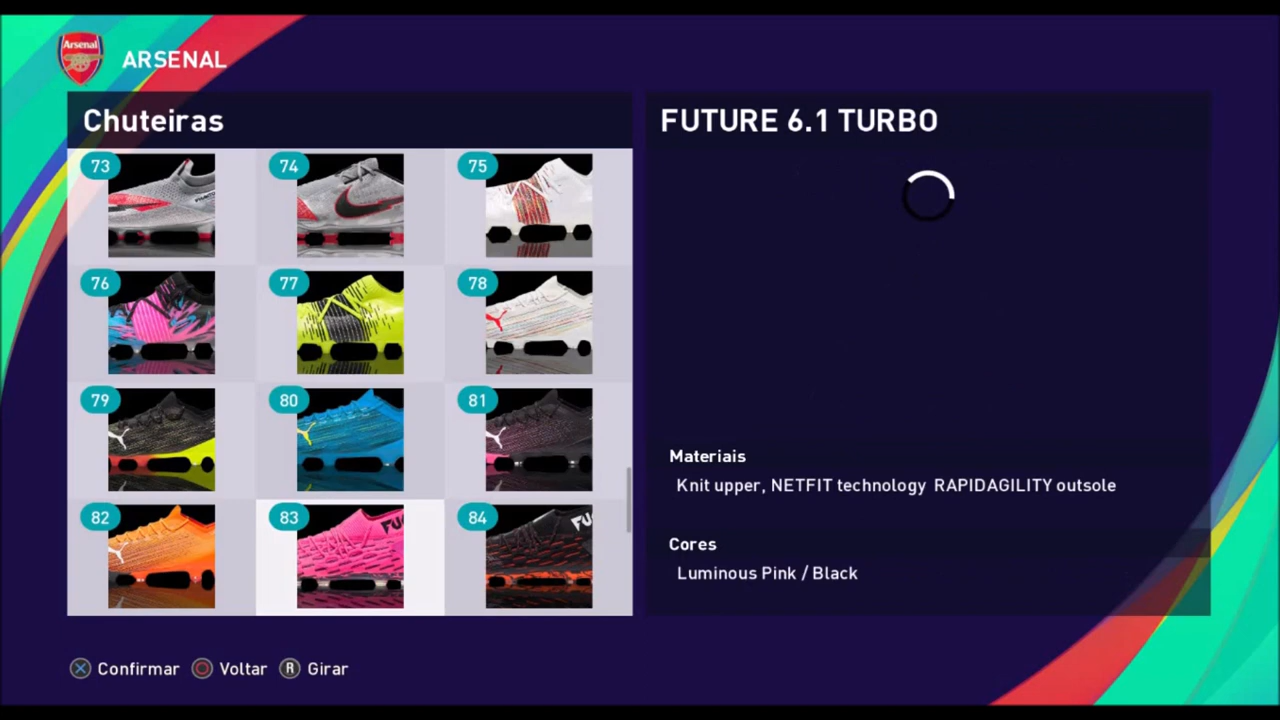 Arsenal
ARSENAL
Chuteiras
FUTURE 6.1 TURBO
73
74
75
76
77
78
79
80
81
82
83
84
Materiais
Knit upper, NETFIT technology RAPIDAGILITY outsole
Cores
Luminous Pink / Black
Confirmar
Voltar
R
Girar